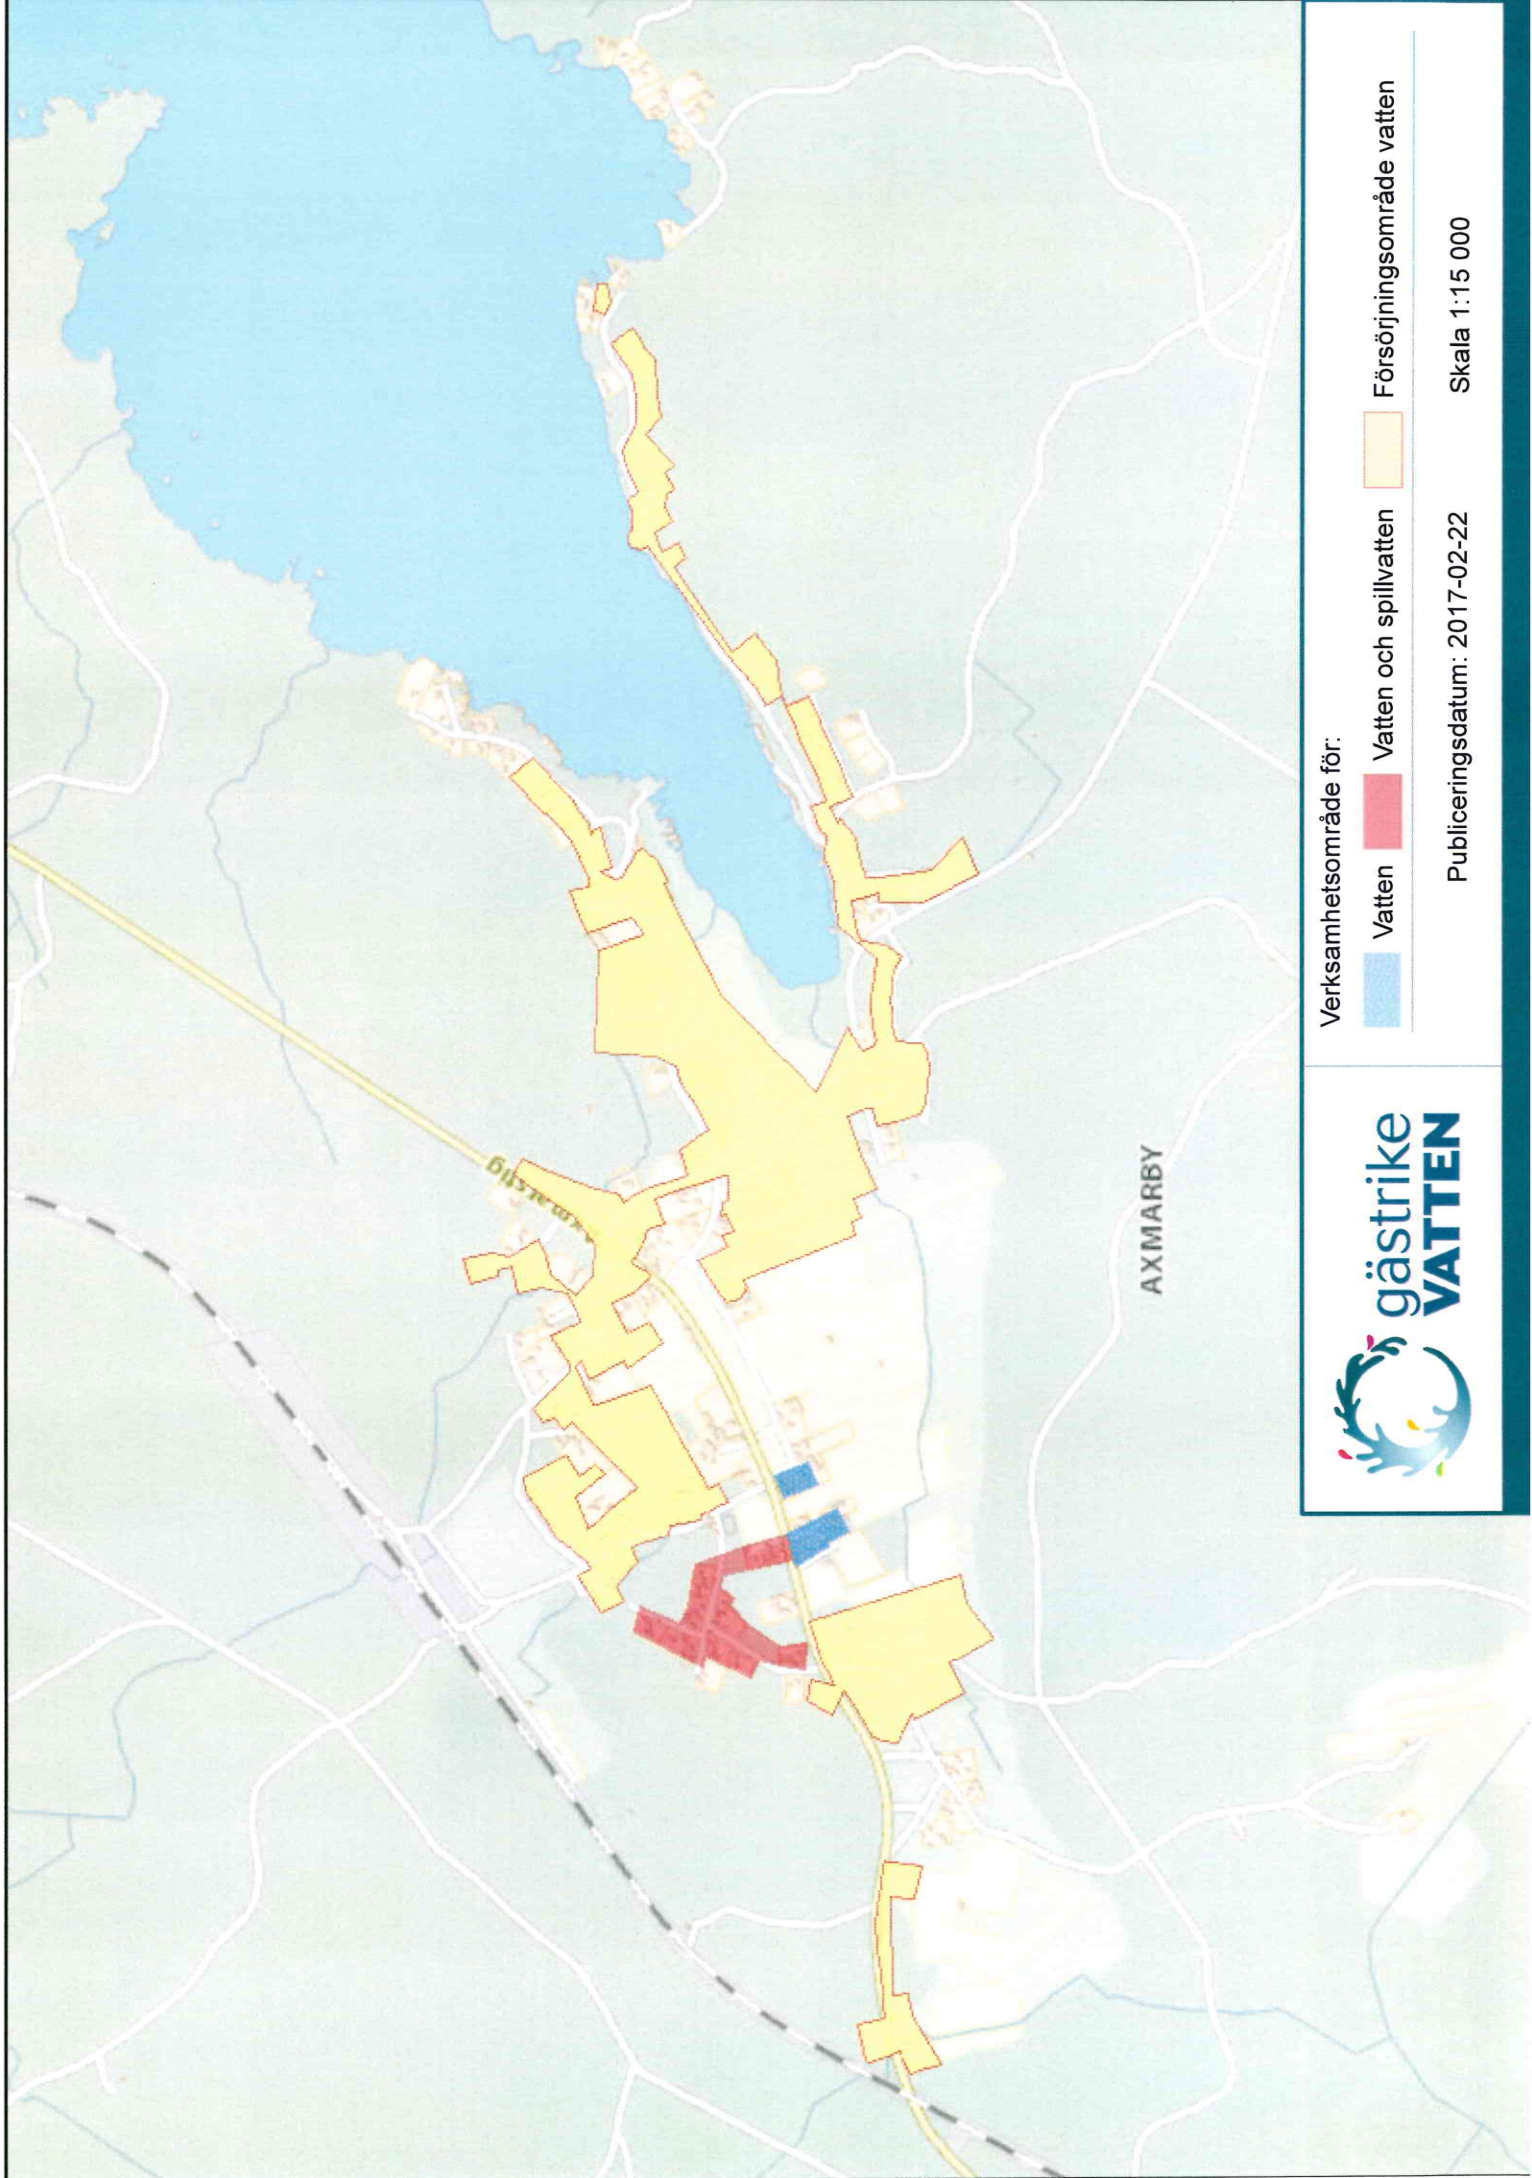 AXMARBY
gästrike
VATTEN
Verksamhetsområde för:
Vatten Vatten och spillvatten Försörjningsområde vatten
Publiceringsdatum: 2017-02-22 Skala 1:15 000